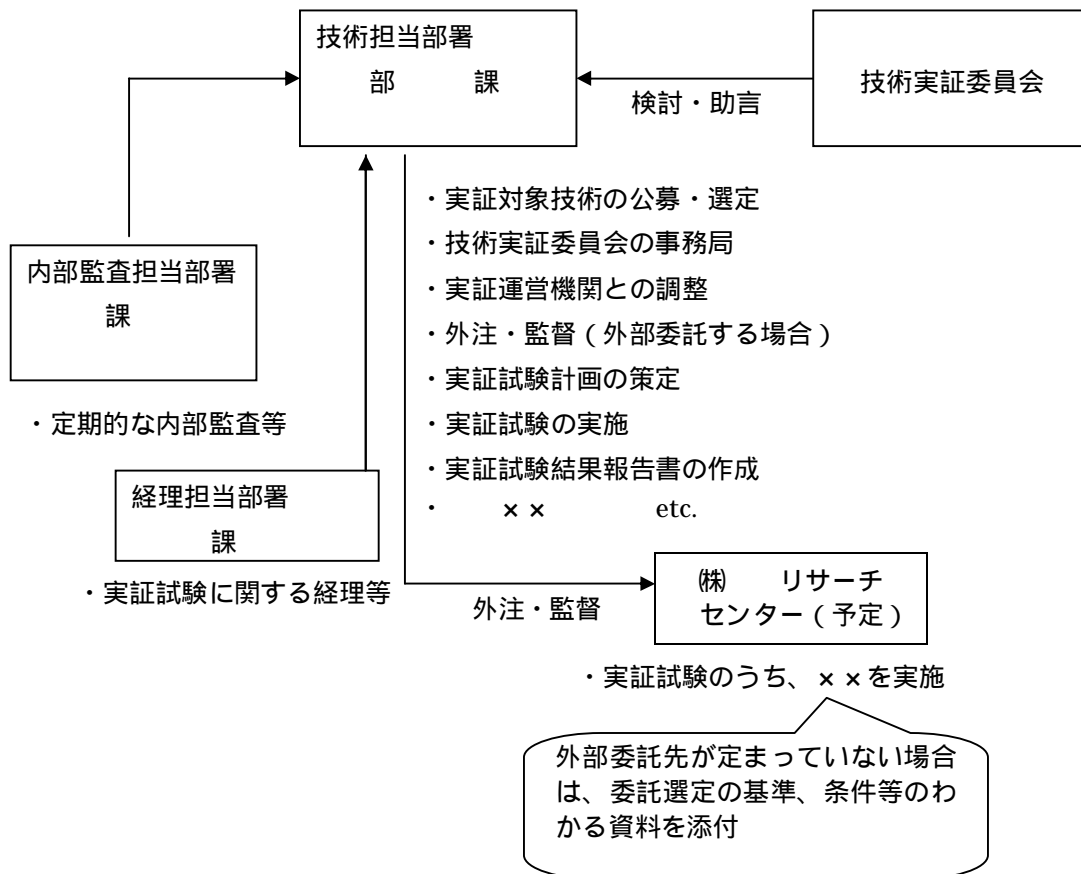 技術担当部署
部　　課
検討・助言
技術実証委員会
・実証対象技術の公募・選定
・技術実証委員会の事務局
・実証運営機関との調整
・外注・監督（外部委託する場合）
・実証試験計画の策定
・実証試験の実施
・実証試験結果報告書の作成
・　　××　　　　etc.
内部監査担当部署
課
・定期的な内部監査等
経理担当部署
課
・実証試験に関する経理等
外注・監督
㈱　　リサーチ
センター（予定）
・実証試験のうち、××を実施
外部委託先が定まっていない場合
は、委託選定の基準、条件等のわ
かる資料を添付